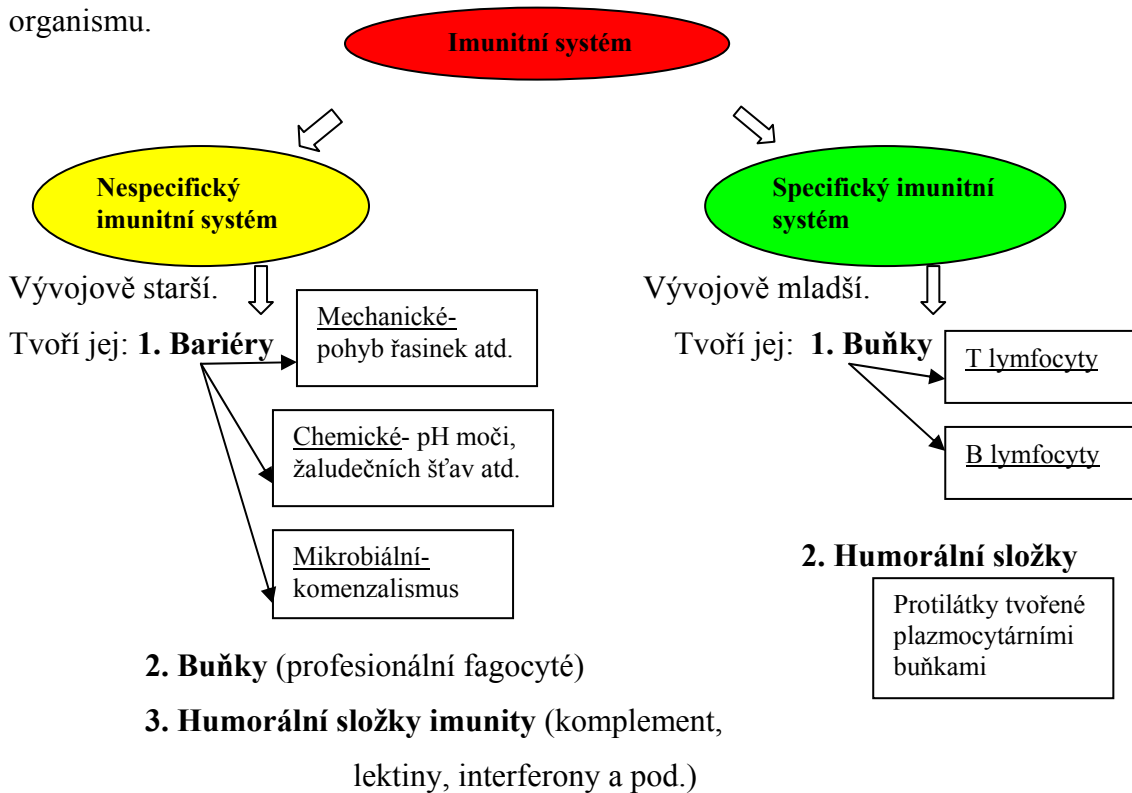 organismu.
Imunitní systém
Nespecifický
imunitní systém
Specifický imunitní
systém
Vývojově starší.
Tvoří jej: 1. Bariéry
Mechanické-
pohyb řasinek atd.
Chemické- pH moči,
žaludečních šťav atd.
Mikrobiální-
komenzalismus
2. Buňky (profesionální fagocyté)
3. Humorální složky imunity (komplement,
lektiny, interferony a pod.)
Vývojově mladší.
Tvoří jej: 1. Buňky
T lymfocyty
B lymfocyty
2. Humorální složky
Protilátky tvořené
plazmocytárními
buňkami